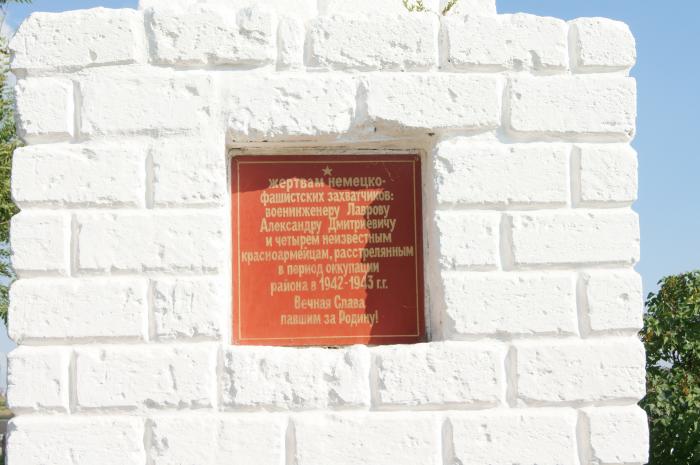 жертвам немецко-
фашистских захватчиков:
военинженеру Лаврову
Александру Дмитриевичу
и четырём неизвестным
красноармейцам, расстрелянным
в период оккупации
района в 1942-1943 г.г.
Вечная Слава
павшим за Родину!